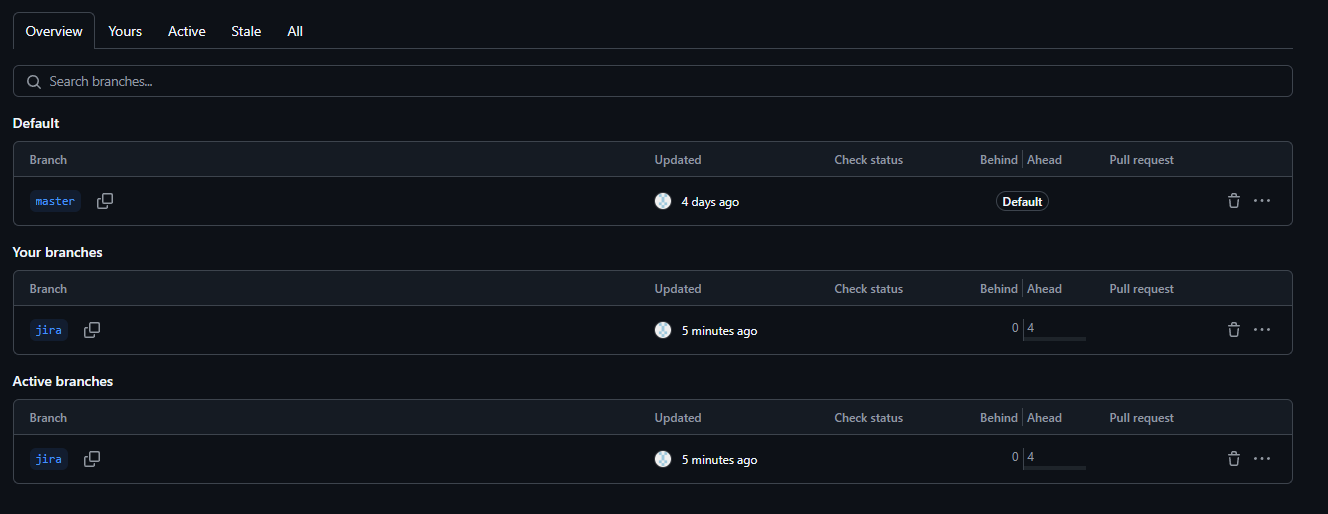 Overview Yours Active Stale All
Search branches...
Default
Branch Updated Check status Behind Ahead Pull request
master 4 days ago Default
Your branches
Branch Updated Check status Behind Ahead Pull request
jira 5 minutes ago 0 4
Active branches
Branch Updated Check status Behind Ahead Pull request
jira 5 minutes ago 0 4